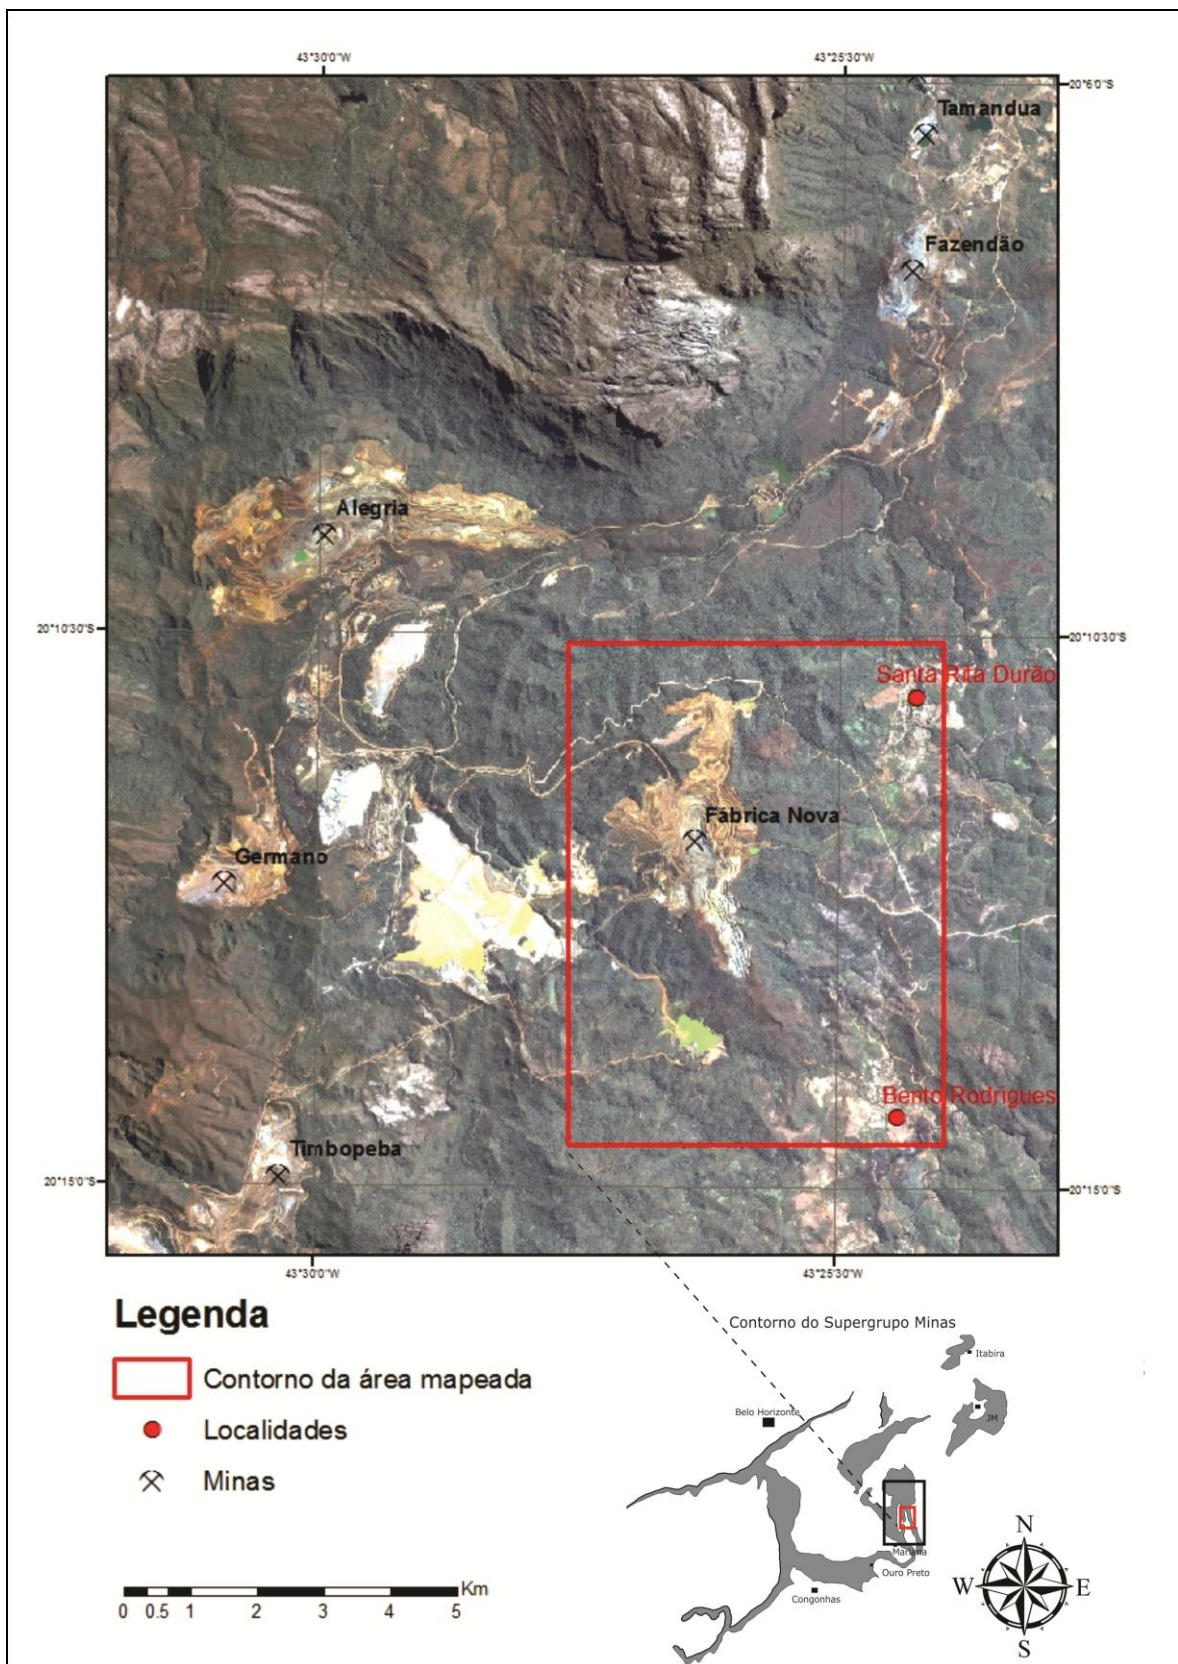 43°30'0"W
43°25'30"W
20°6'0"S
Tamandua
Fazendão
Alegria
20°10'30"S
20°10'30"S
Santa Rita Durão
Fábrica Nova
Germano
Bento Rodrigues
Timbopeba
20°15'0"S
20°15'0"S
43°30'0"W
43°25'30"W
Legenda
Contorno da área mapeada
Localidades
Minas
Km
0 0.5 1 2 3 4 5
Contorno do Supergrupo Minas
Itabira
Belo Horizonte
JM
Mariana
Ouro Preto
Congonhas
N
W
E
S